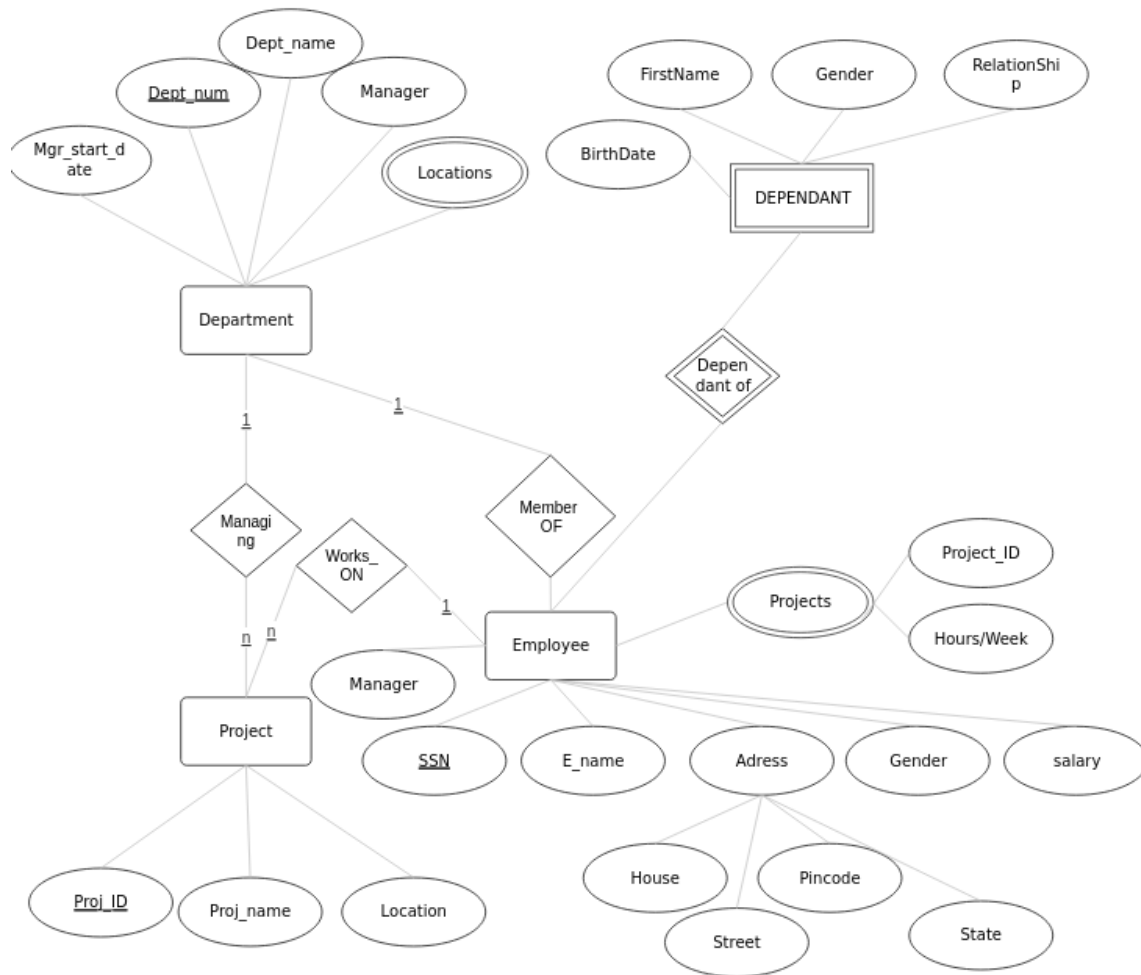 Dept_name
FirstName
Gender
RelationShi
p
Dept_num
Manager
Mgr_start_d
ate
Locations
BirthDate
DEPENDANT
Department
Depen
dant of
1
1
Managi
ng
Works_
ON
Member
OF
Project_ID
Projects
Hours/Week
1
n
n
Employee
Manager
Project
SSN
E_name
Adress
Gender
salary
House
Pincode
Street
State
Proj_ID
Proj_name
Location